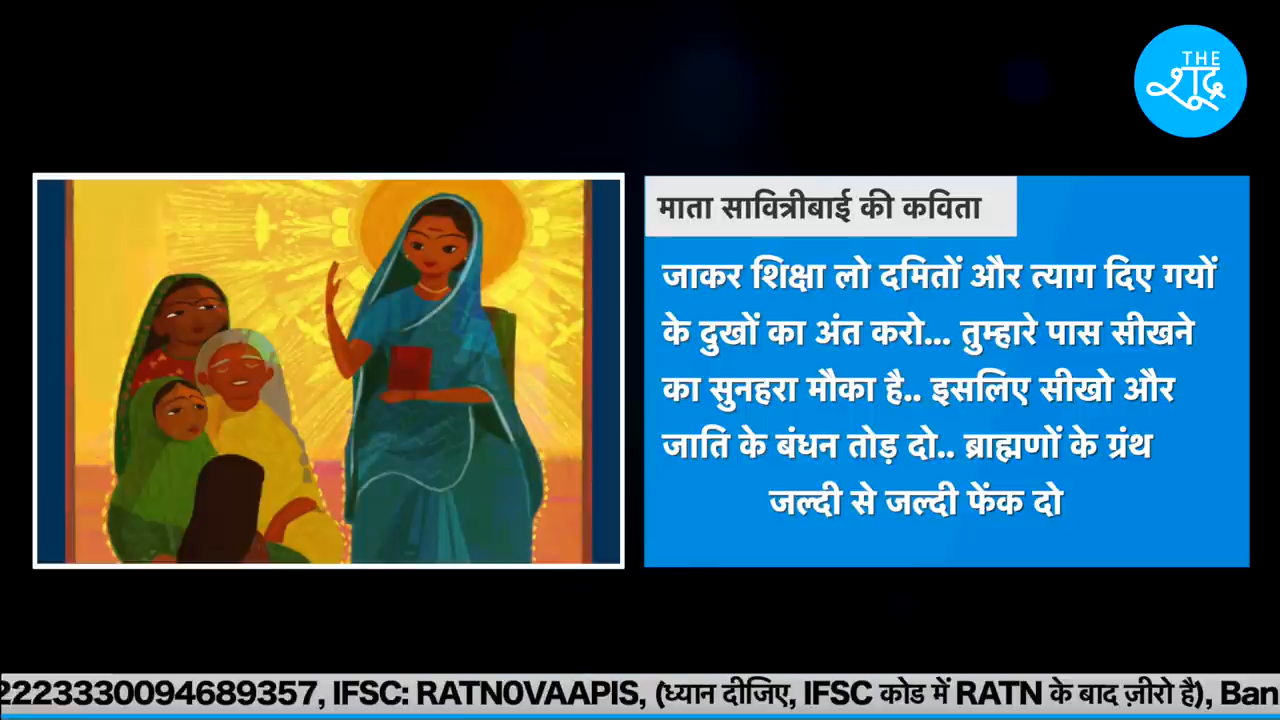 THE
शूद्र
माता सावित्रीबाई की कविता
जाकर शिक्षा लो दमितों और त्याग दिए गयों
के दुखों का अंत करो... तुम्हारे पास सीखने
का सुनहरा मौका है.. इसलिए सीखो और
जाति के बंधन तोड़ दो.. ब्राह्मणों के ग्रंथ
जल्दी से जल्दी फेंक दो
2223330094689357, IFSC: RATN0VAAPIS, (ध्यान दीजिए, IFSC कोड में RATN के बाद ज़ीरो है), Ban